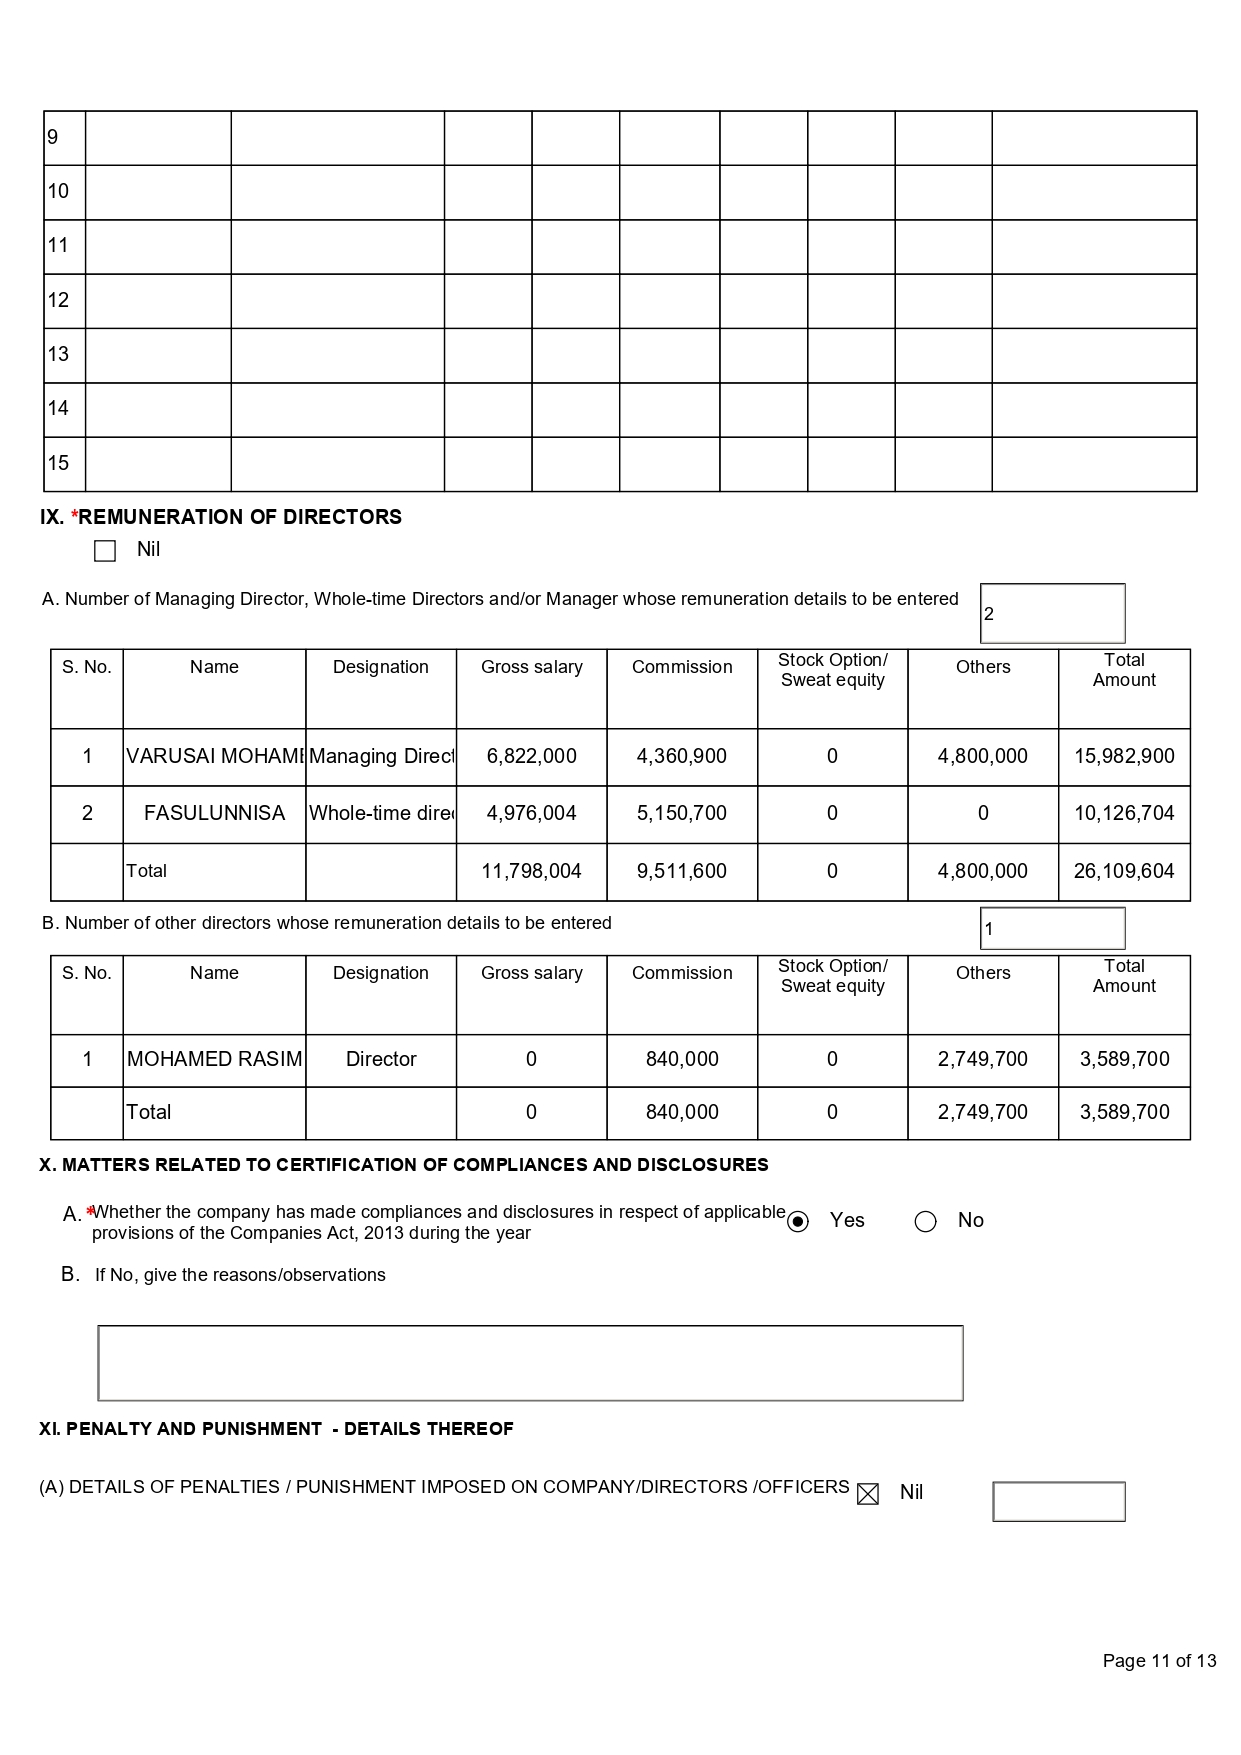 9
10
11
12
13
14
15
IX. *REMUNERATION OF DIRECTORS
Nil
A. Number of Managing Director, Whole-time Directors and/or Manager whose remuneration details to be entered 2
S. No. Name Designation Gross salary Commission Stock Option/ Sweat equity Others Total Amount
1 VARUSAI MOHAME Managing Direct 6,822,000 4,360,900 0 4,800,000 15,982,900
2 FASULUNNISA Whole-time direc 4,976,004 5,150,700 0 0 10,126,704
Total 11,798,004 9,511,600 0 4,800,000 26,109,604
B. Number of other directors whose remuneration details to be entered 1
S. No. Name Designation Gross salary Commission Stock Option/ Sweat equity Others Total Amount
1 MOHAMED RASIM Director 0 840,000 0 2,749,700 3,589,700
Total 0 840,000 0 2,749,700 3,589,700
X. MATTERS RELATED TO CERTIFICATION OF COMPLIANCES AND DISCLOSURES
A. *Whether the company has made compliances and disclosures in respect of applicable Yes No
provisions of the Companies Act, 2013 during the year
B. If No, give the reasons/observations
XI. PENALTY AND PUNISHMENT - DETAILS THEREOF
(A) DETAILS OF PENALTIES / PUNISHMENT IMPOSED ON COMPANY/DIRECTORS /OFFICERS Nil
Page 11 of 13